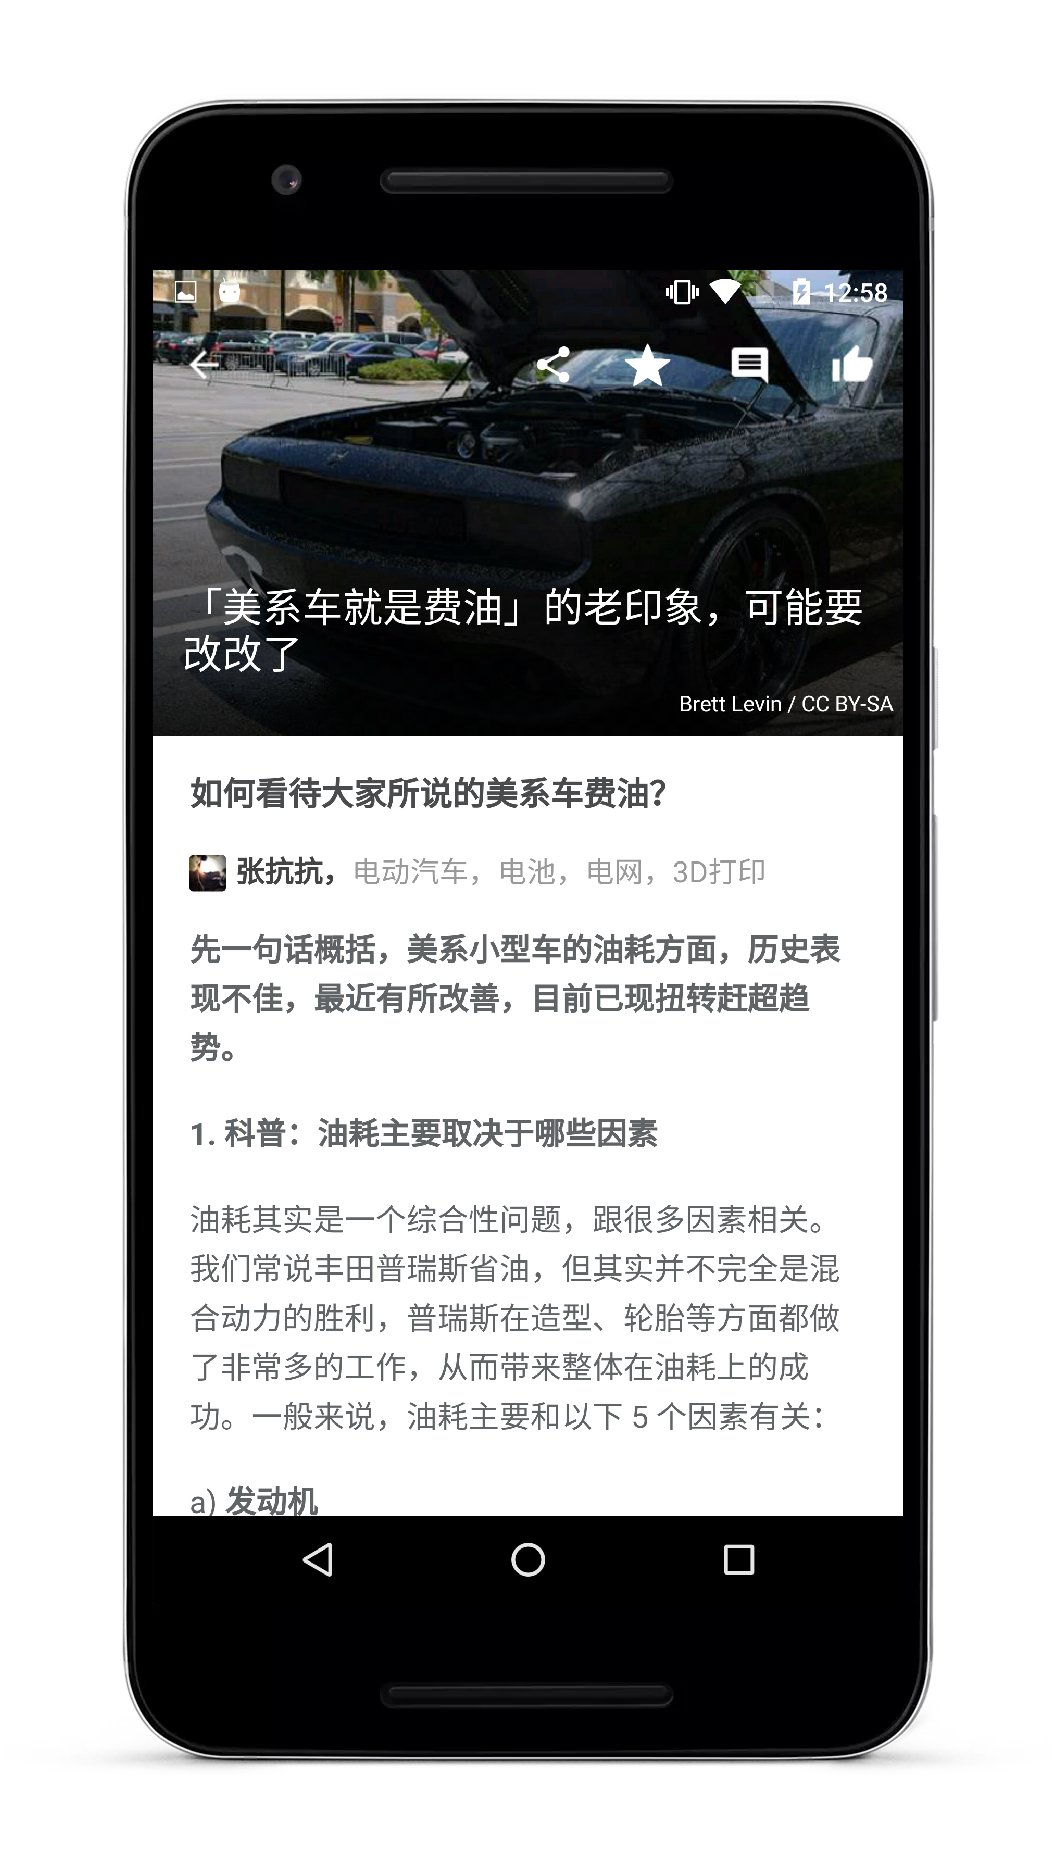 12:58
「美系车就是费油」的老印象，可能要
改改了
Brett Levin / CC BY-SA
如何看待大家所说的美系车费油？
张抗抗，电动汽车，电池，电网，3D打印
先一句话概括，美系小型车的油耗方面，历史表
现不佳，最近有所改善，目前已现扭转赶超趋
势。
1. 科普：油耗主要取决于哪些因素
油耗其实是一个综合性问题，跟很多因素相关。
我们常说丰田普瑞斯省油，但其实并不完全是混
合动力的胜利，普瑞斯在造型、轮胎等方面都做
了非常多的工作，从而带来整体在油耗上的成
功。一般来说，油耗主要和以下 5 个因素有关：
a) 发动机